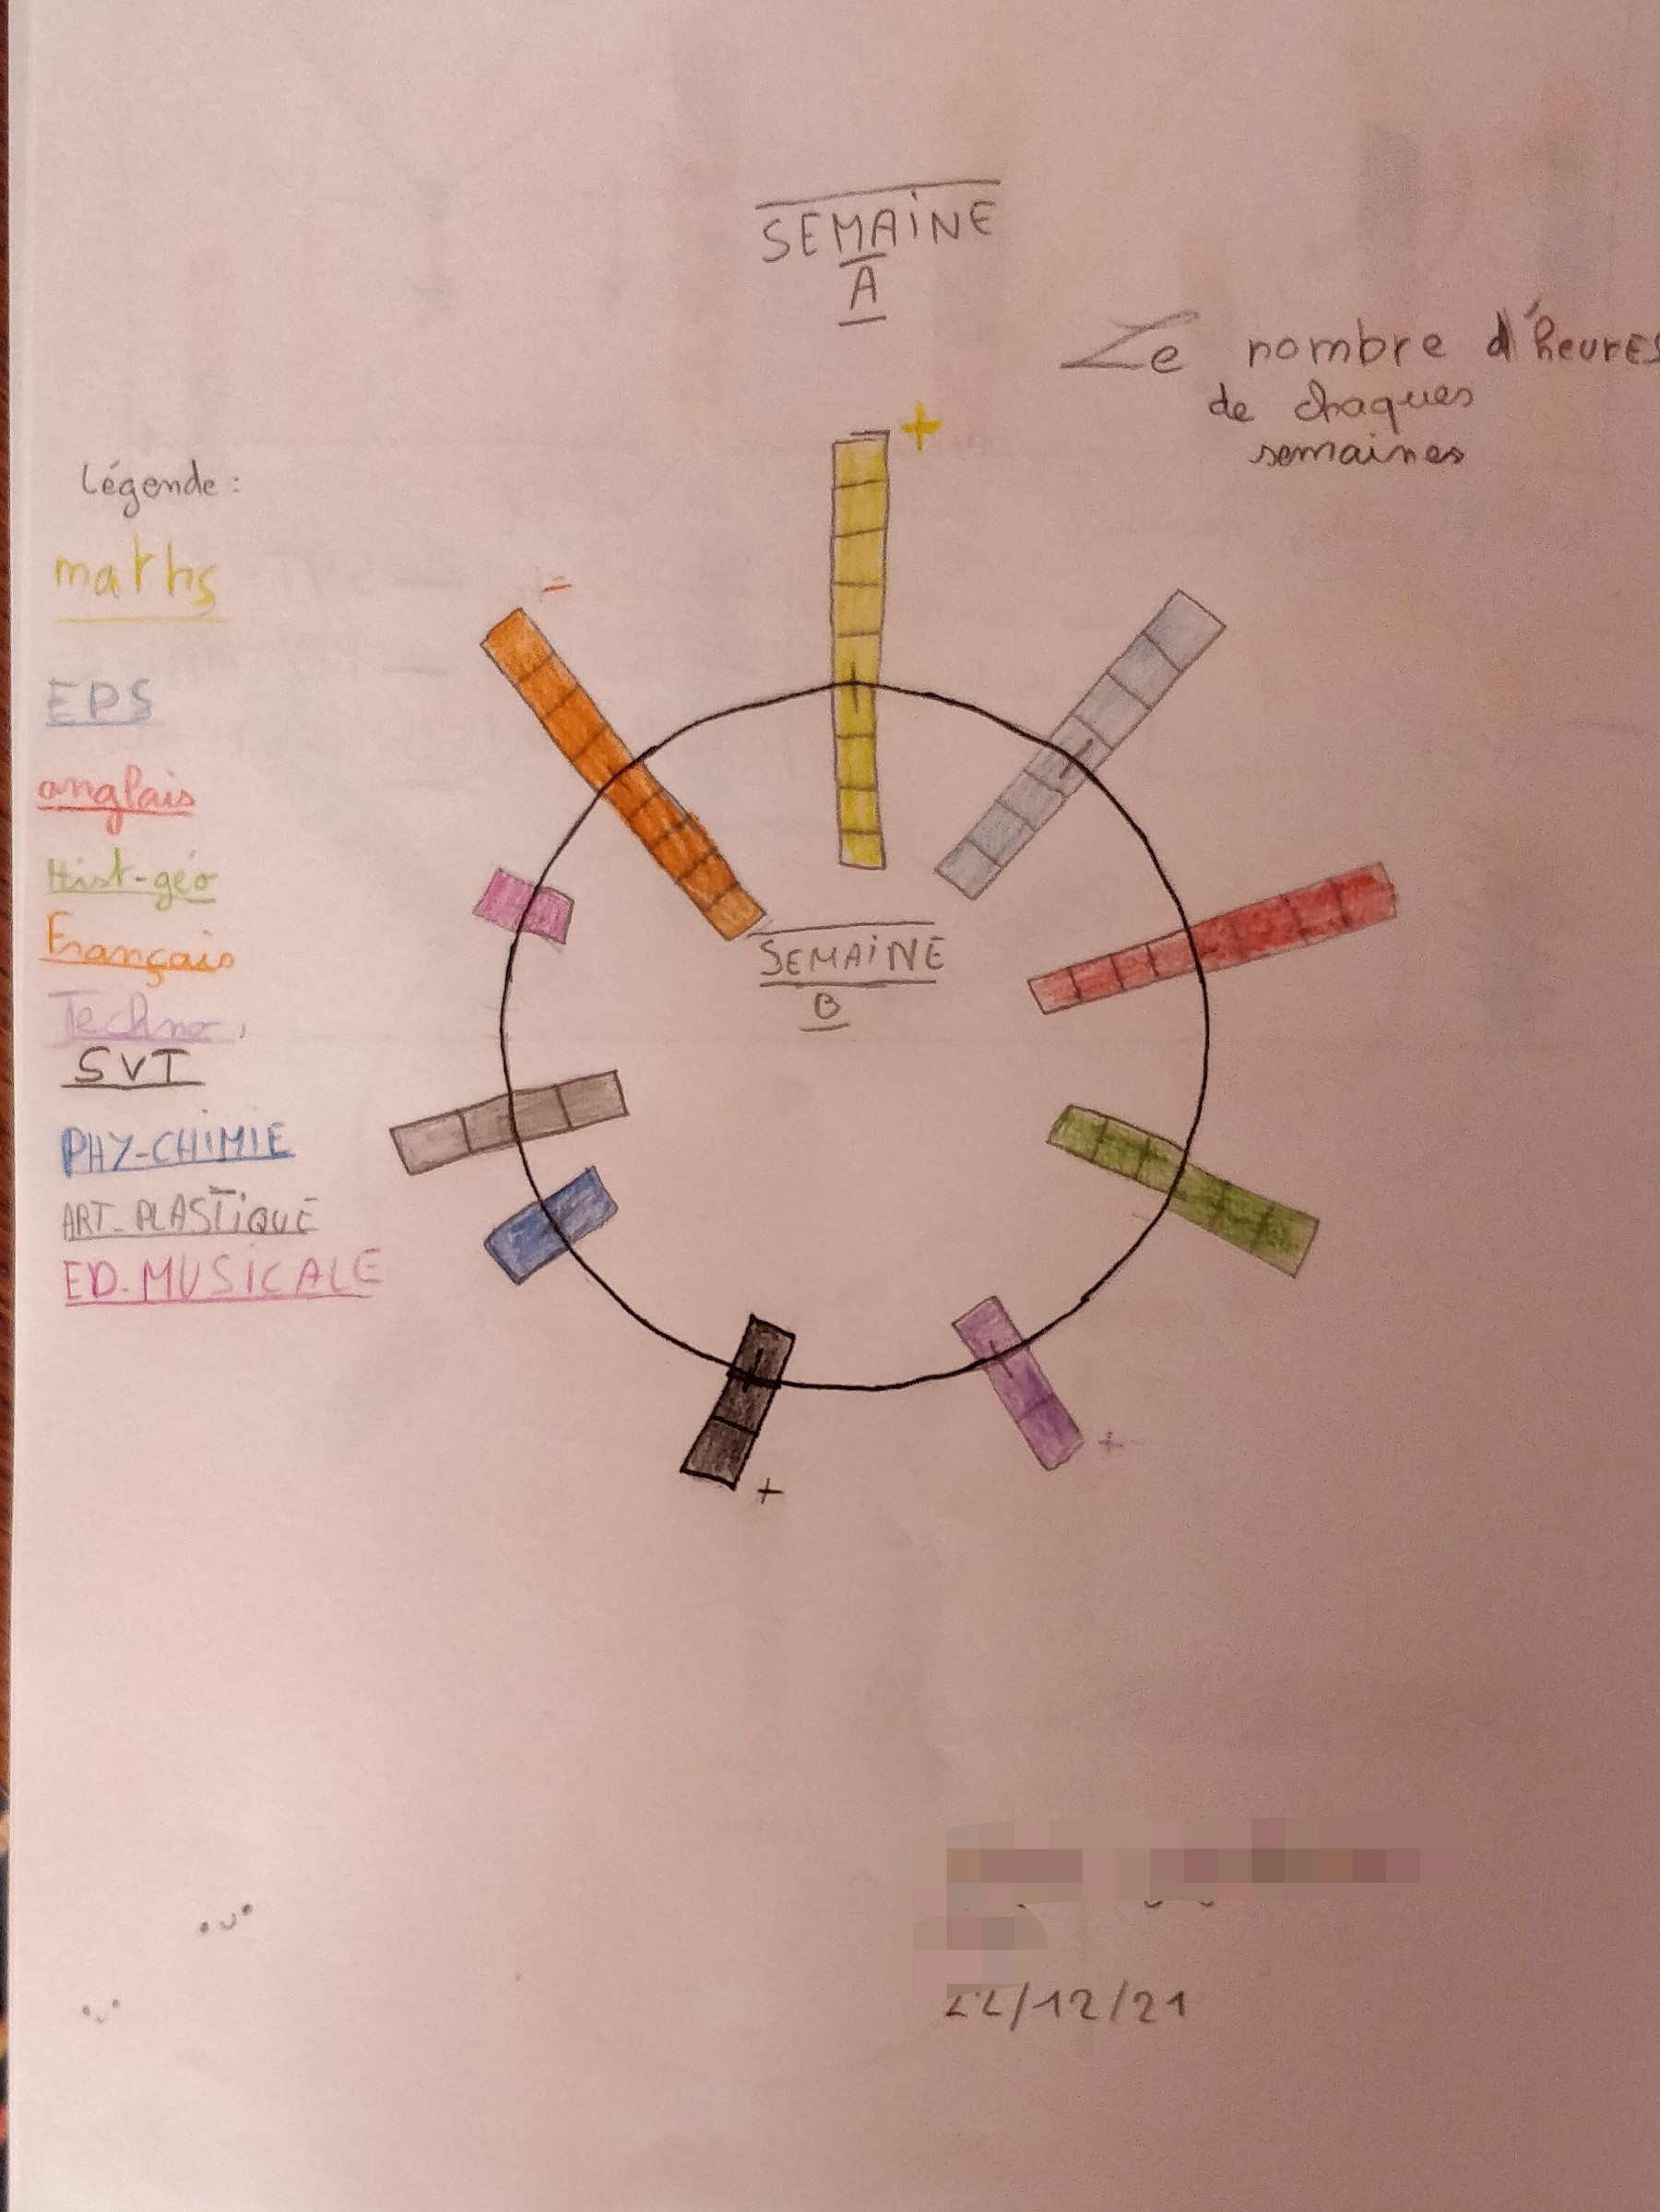 SEMAINE
A
Le nombre d'heures
de chaques
semaines
Légende :
maths
EPS
anglais
Hist-géo
Français
Techno.
SVT
PHY-CHIMIE
ART-PLASTIQUE
ED.MUSICALE
+
-
SEMAINE
B
+
+
22/12/21